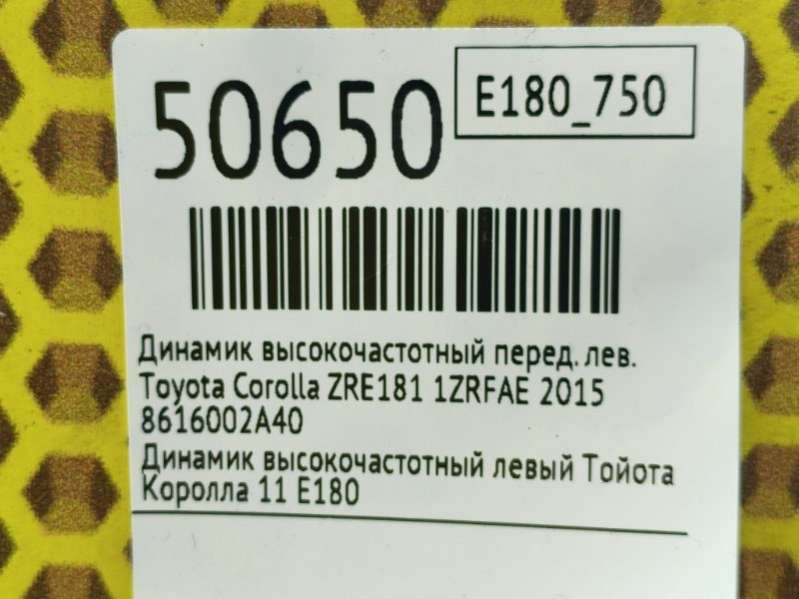 50650
E180_750
Динамик высокочастотный перед. лев.
Toyota Corolla ZRE181 1ZRFAE 2015
8616002A40
Динамик высокочастотный левый Тойота
Королла 11 E180